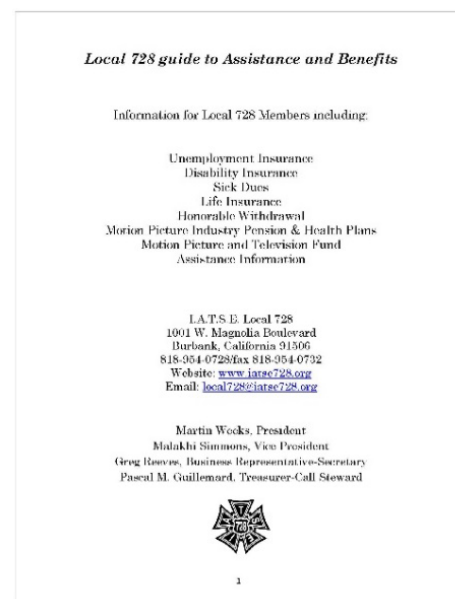 Local 728 guide to Assistance and Benefits
Information for Local 728 Members including:
Unemployment Insurance
Disability Insurance
Sick Dues
Life Insurance
Honorable Withdrawal
Motion Picture Industry Pension & Health Plans
Motion Picture and Television Fund
Assistance Information
I.A.T.S.E. Local 728
1001 W. Magnolia Boulevard
Burbank, California 91506
818-954-0728/fax 818-954-0732
Website: www.iatse728.org
Email: local728@iatse728.org
Martin Weeks, President
Malakhi Simmons, Vice President
Greg Reeves, Business Representative-Secretary
Pascal M. Guillemard, Treasurer-Call Steward
728
1